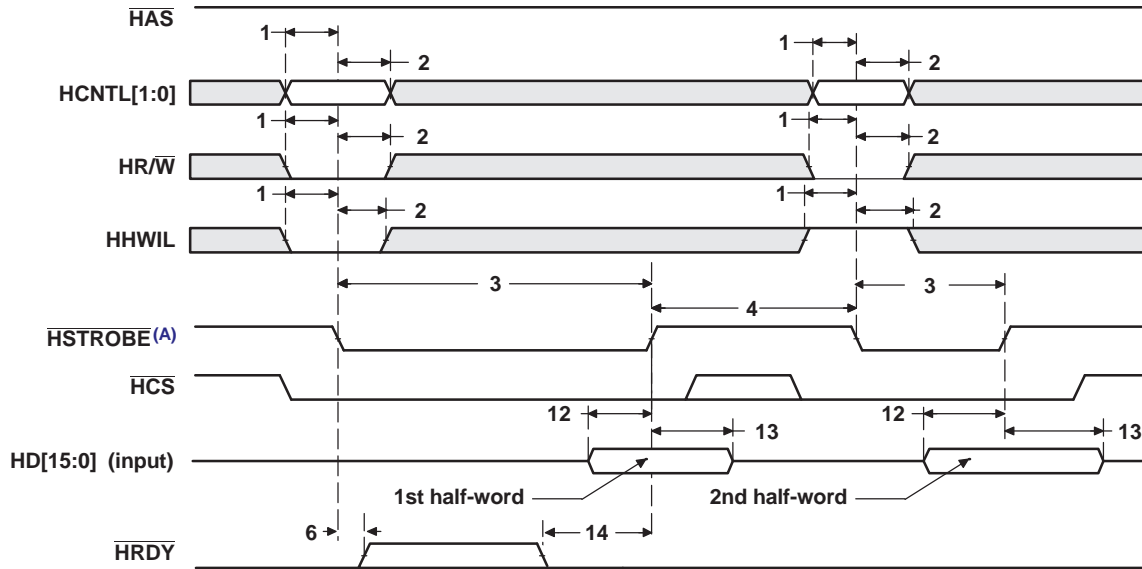 HAS
1
1
2
2
HCNTL[1:0]
1
1
2
2
HR/W
1
1
2
2
HHWIL
3
3
4
HSTROBE(A)
HCS
12
12
13
13
HD[15:0] (input)
1st half-word
2nd half-word
6
14
HRDY